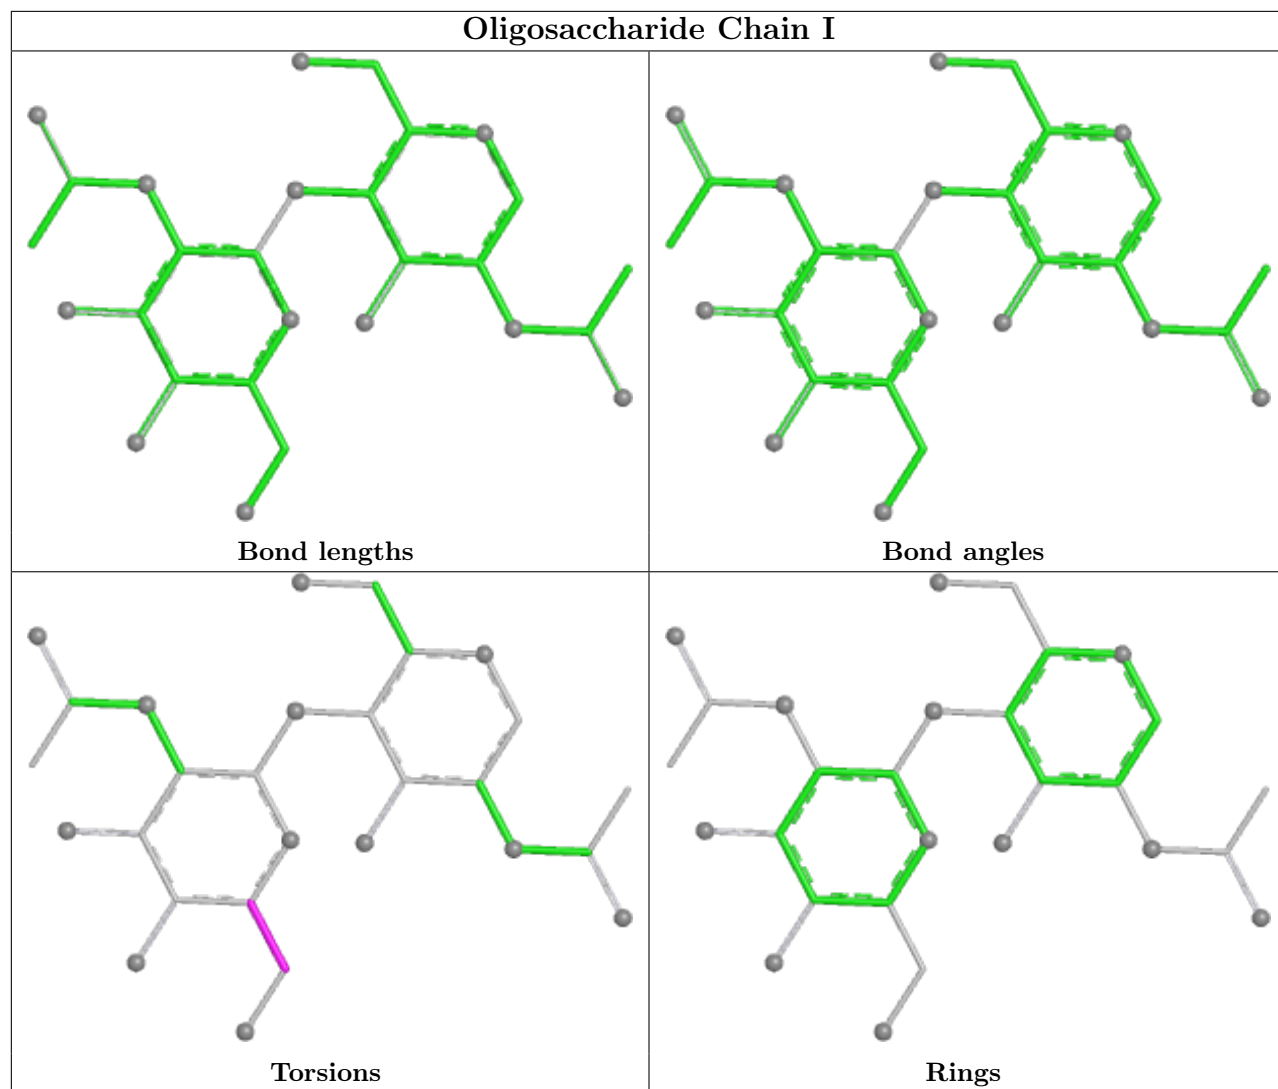 Oligosaccharide Chain I
Bond lengths
Bond angles
Torsions
Rings